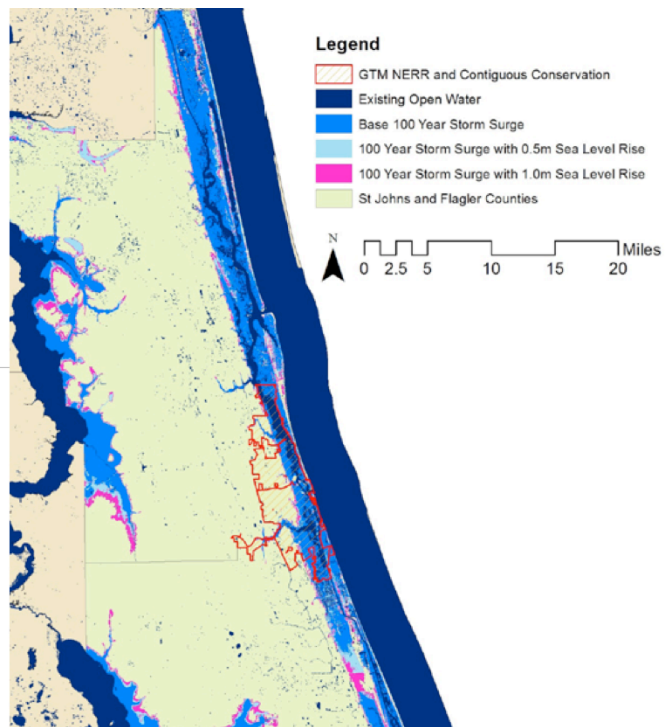 Legend
GTM NERR and Contiguous Conservation
Existing Open Water
Base 100 Year Storm Surge
100 Year Storm Surge with 0.5m Sea Level Rise
100 Year Storm Surge with 1.0m Sea Level Rise
St Johns and Flagler Counties
N
Miles
0 2.5 5 10 15 20